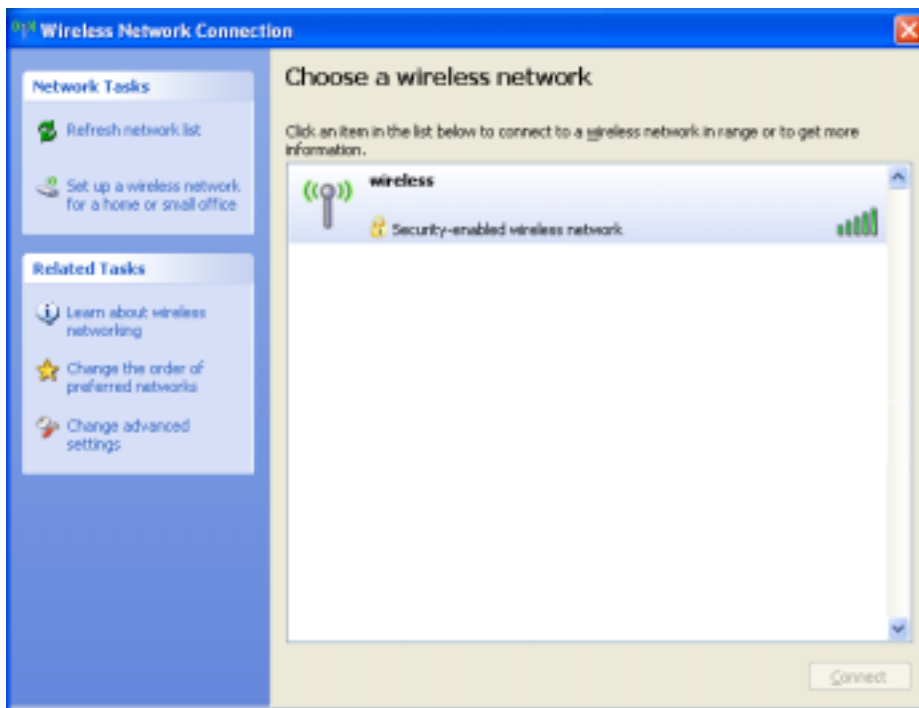 Wireless Network Connection
Network Tasks
Refresh network list
Set up a wireless network
for a home or small office
Related Tasks
Learn about wireless
networking
Change the order of
preferred networks
Change advanced
settings
Choose a wireless network
Click an item in the list below to connect to a wireless network in range or to get more
information.
wireless
Security-enabled wireless network
Connect